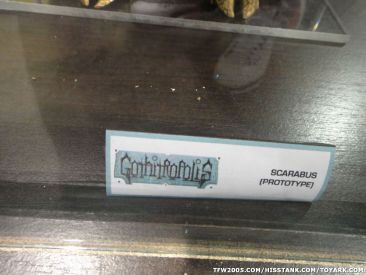 Gothitropolis
SCARABUS
(PROTOTYPE)
TFW2005.COM/HISSTANK.COM/TOYARK.COM